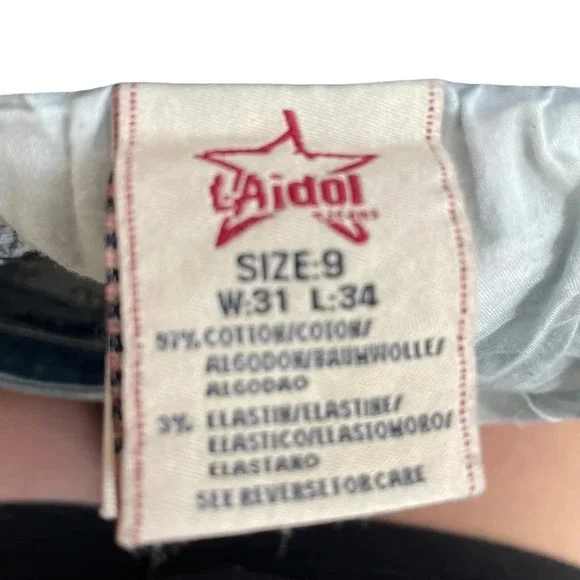 L'Aidol
JEANS
SIZE:9
W:31 L:34
97% COTTON/COTON/
ALGODON/BAUMWOLLE/
ALGODAO
3% ELASTIN/ELASTINE/
ELASTICO/ELASTOMORO/
ELASTANO
SEE REVERSE FOR CARE